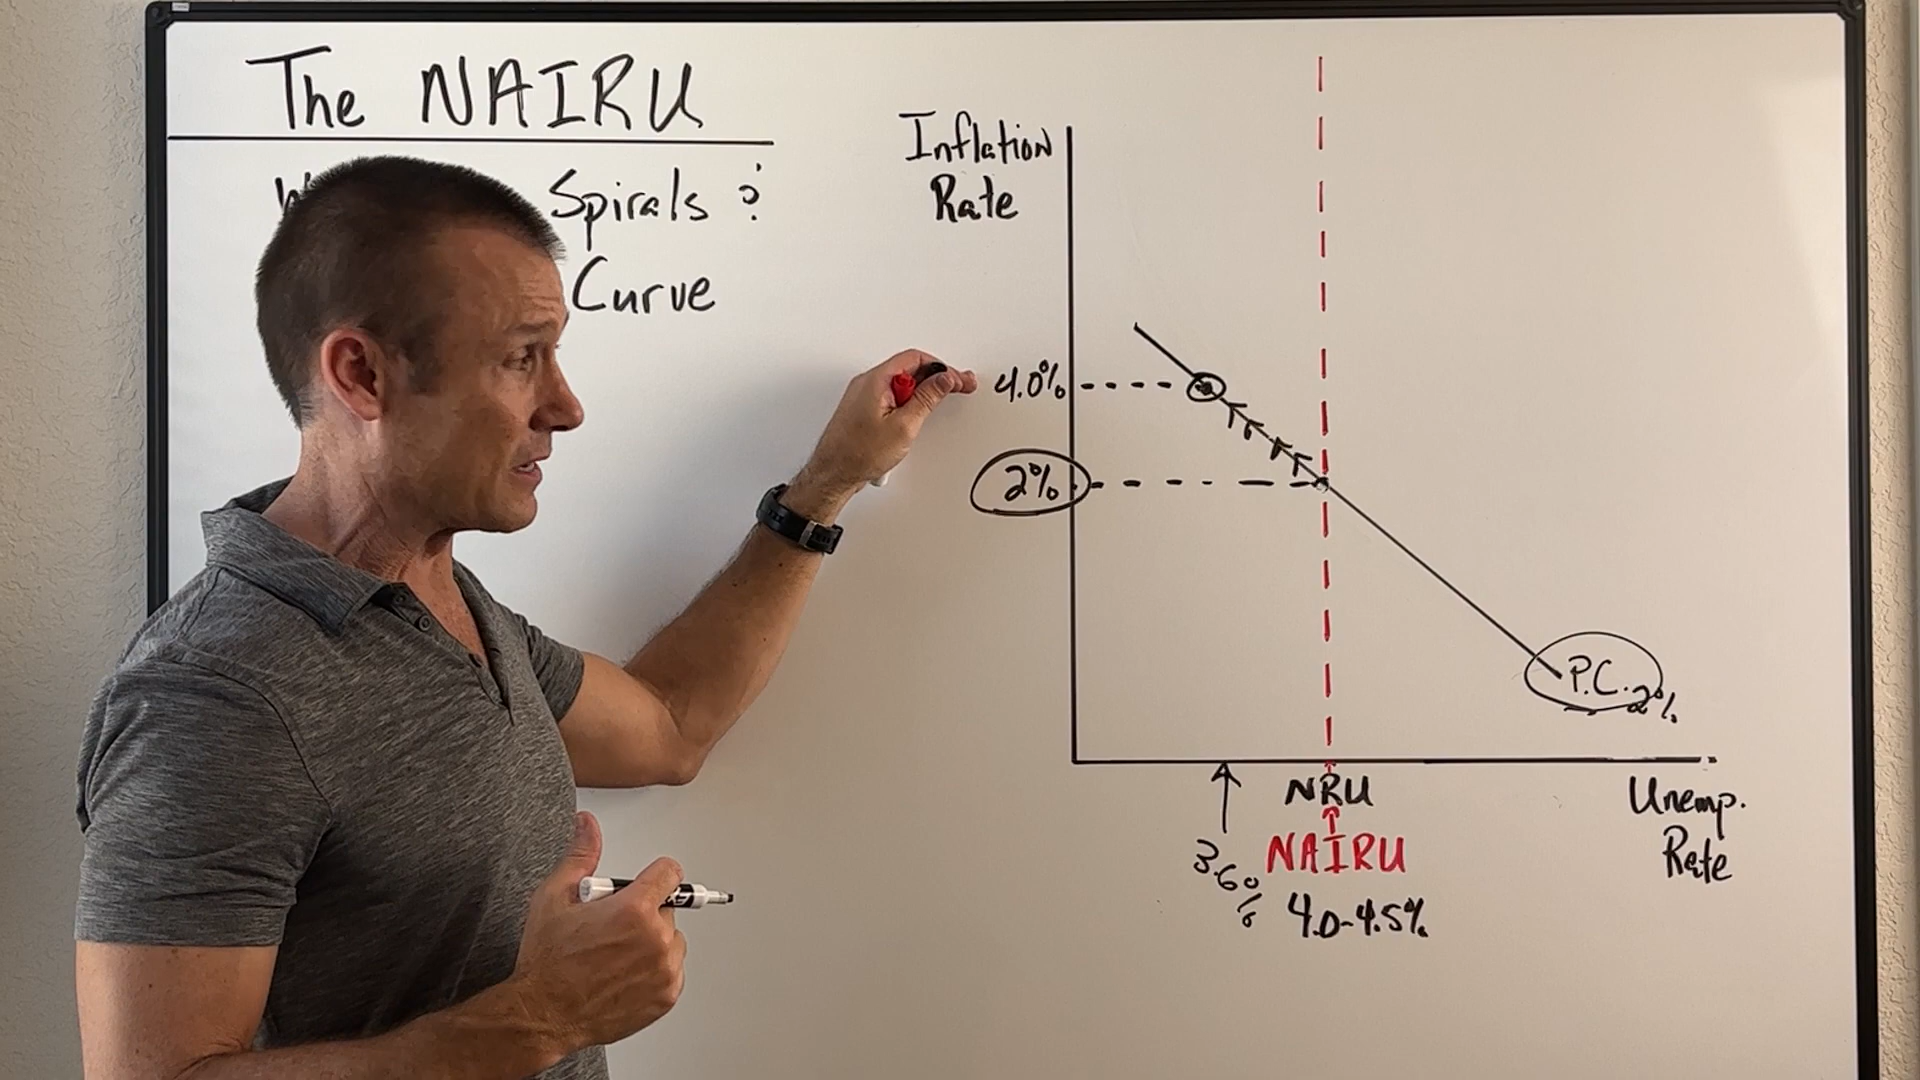 The NAIRU
Spirals ?
Curve
Inflation
Rate
4.0%
2%
P.C. 2%
NRU
NAIRU
3.6%
4.0-4.5%
Unemp.
Rate